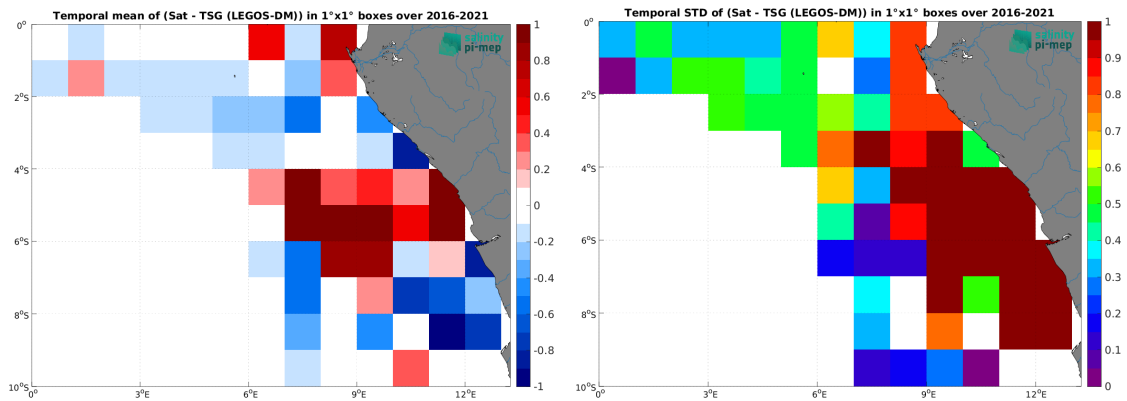 Temporal mean of (Sat - TSG (LEGOS-DM)) in 1°x1° boxes over 2016-2021
0°
2°S
4°S
6°S
8°S
10°S
0°
3°E
6°E
9°E
12°E
salinity
pi-mep
1
0.8
0.6
0.4
0.2
0
-0.2
-0.4
-0.6
-0.8
-1
Temporal STD of (Sat - TSG (LEGOS-DM)) in 1°x1° boxes over 2016-2021
0°
2°S
4°S
6°S
8°S
10°S
0°
3°E
6°E
9°E
12°E
salinity
pi-mep
1
0.9
0.8
0.7
0.6
0.5
0.4
0.3
0.2
0.1
0